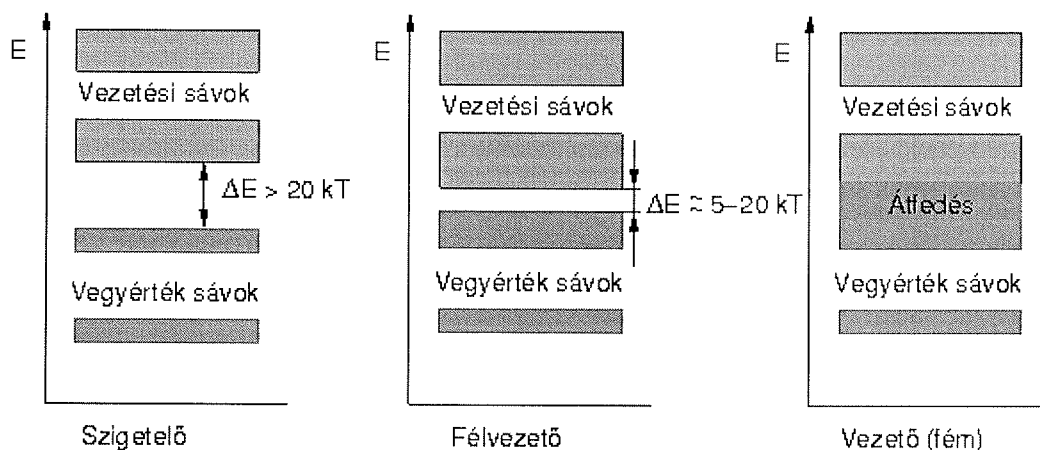 E
Vezetési sávok
ΔE > 20 kT
Vegyérték sávok
Szigetelő
E
Vezetési sávok
ΔE ≈ 5–20 kT
Vegyérték sávok
Félvezető
E
Vezetési sávok
Átfedés
Vegyérték sávok
Vezető (fém)